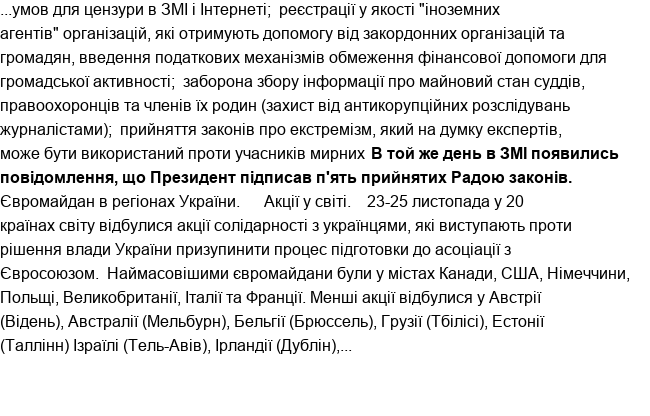 ...умов для цензури в ЗМІ і Інтернеті;  реєстрації у якості "іноземних
агентів" організацій, які отримують допомогу від закордонних організацій та
громадян, введення податкових механізмів обмеження фінансової допомоги для
громадської активності;  заборона збору інформації про майновий стан суддів,
правоохоронців та членів їх родин (захист від антикорупційних розслідувань
журналістами);  прийняття законів про екстремізм, який на думку експертів,
може бути використаний проти учасників мирних В той же день в ЗМІ появились
повідомлення, що Президент підписав п'ять прийнятих Радою законів.
Євромайдан в регіонах України.      Акції у світі.    23-25 листопада у 20
країнах світу відбулися акції солідарності з українцями, які виступають проти
рішення влади України призупинити процес підготовки до асоціації з
Євросоюзом.  Наймасовішими євромайдани були у містах Канади, США, Німеччини,
Польщі, Великобританії, Італії та Франції. Менші акції відбулися у Австрії
(Відень), Австралії (Мельбурн), Бельгії (Брюссель), Грузії (Тбілісі), Естонії
(Таллінн) Ізраїлі (Тель-Авів), Ірландії (Дублін),...